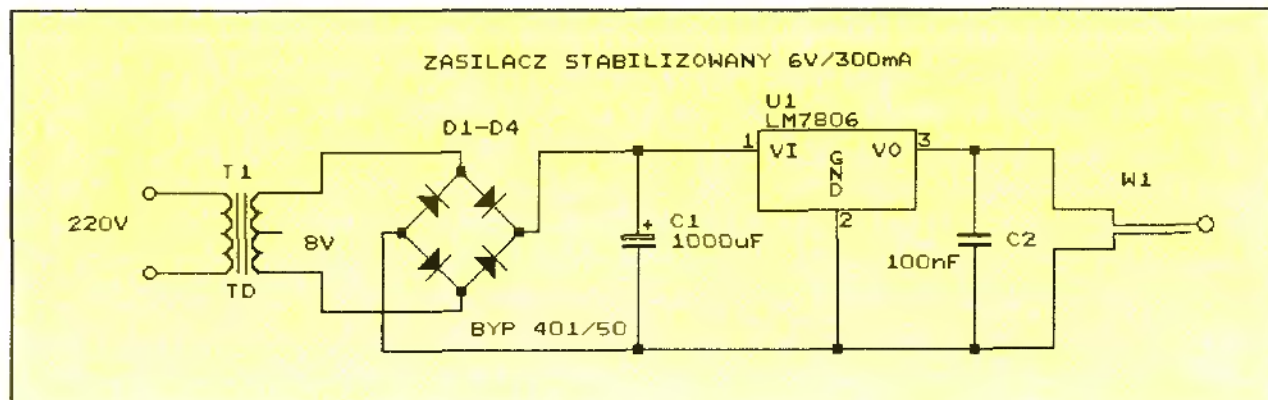 ZASILACZ STABILIZOWANY 6V/300mA
U1
LM7806
D1-D4
1
VI
GND
VO
3
2
T1
W1
220V
8V
+
C1
1000uF
C2
100nF
TD
BYP 401/50